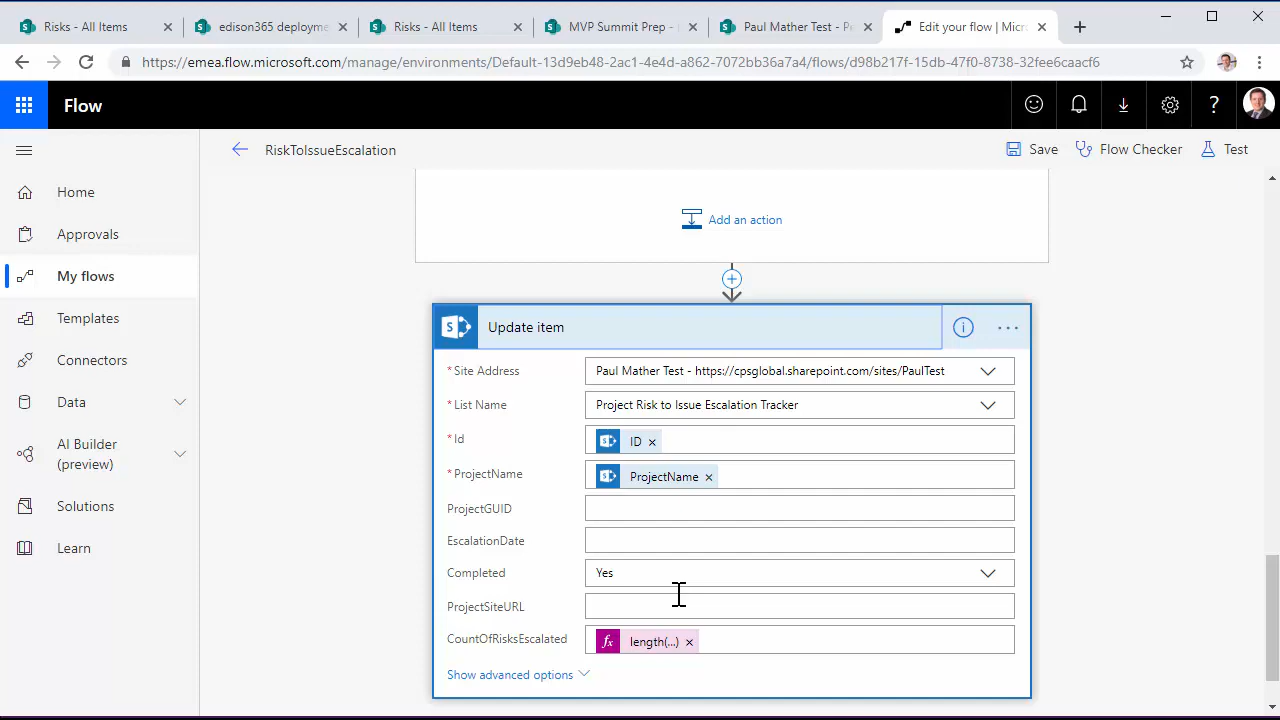 Risks - All Items
edison365 deployme
Risks - All Items
MVP Summit Prep -
Paul Mather Test - P
Edit your flow | Micr
https://emea.flow.microsoft.com/manage/environments/Default-13d9eb48-2ac1-4e4d-a862-7072bb36a7a4/flows/d98b217f-15db-47f0-8738-32fee6caacf6
Flow
RiskToIssueEscalation
Save
Flow Checker
Test
Home
Approvals
My flows
Templates
Connectors
Data
AI Builder
(preview)
Solutions
Learn
Add an action
S
Update item
*Site Address
Paul Mather Test - https://cpsglobal.sharepoint.com/sites/PaulTest
*List Name
Project Risk to Issue Escalation Tracker
*Id
ID
*ProjectName
ProjectName
ProjectGUID
EscalationDate
Completed
Yes
ProjectSiteURL
CountOfRisksEscalated
fx length(...)
Show advanced options